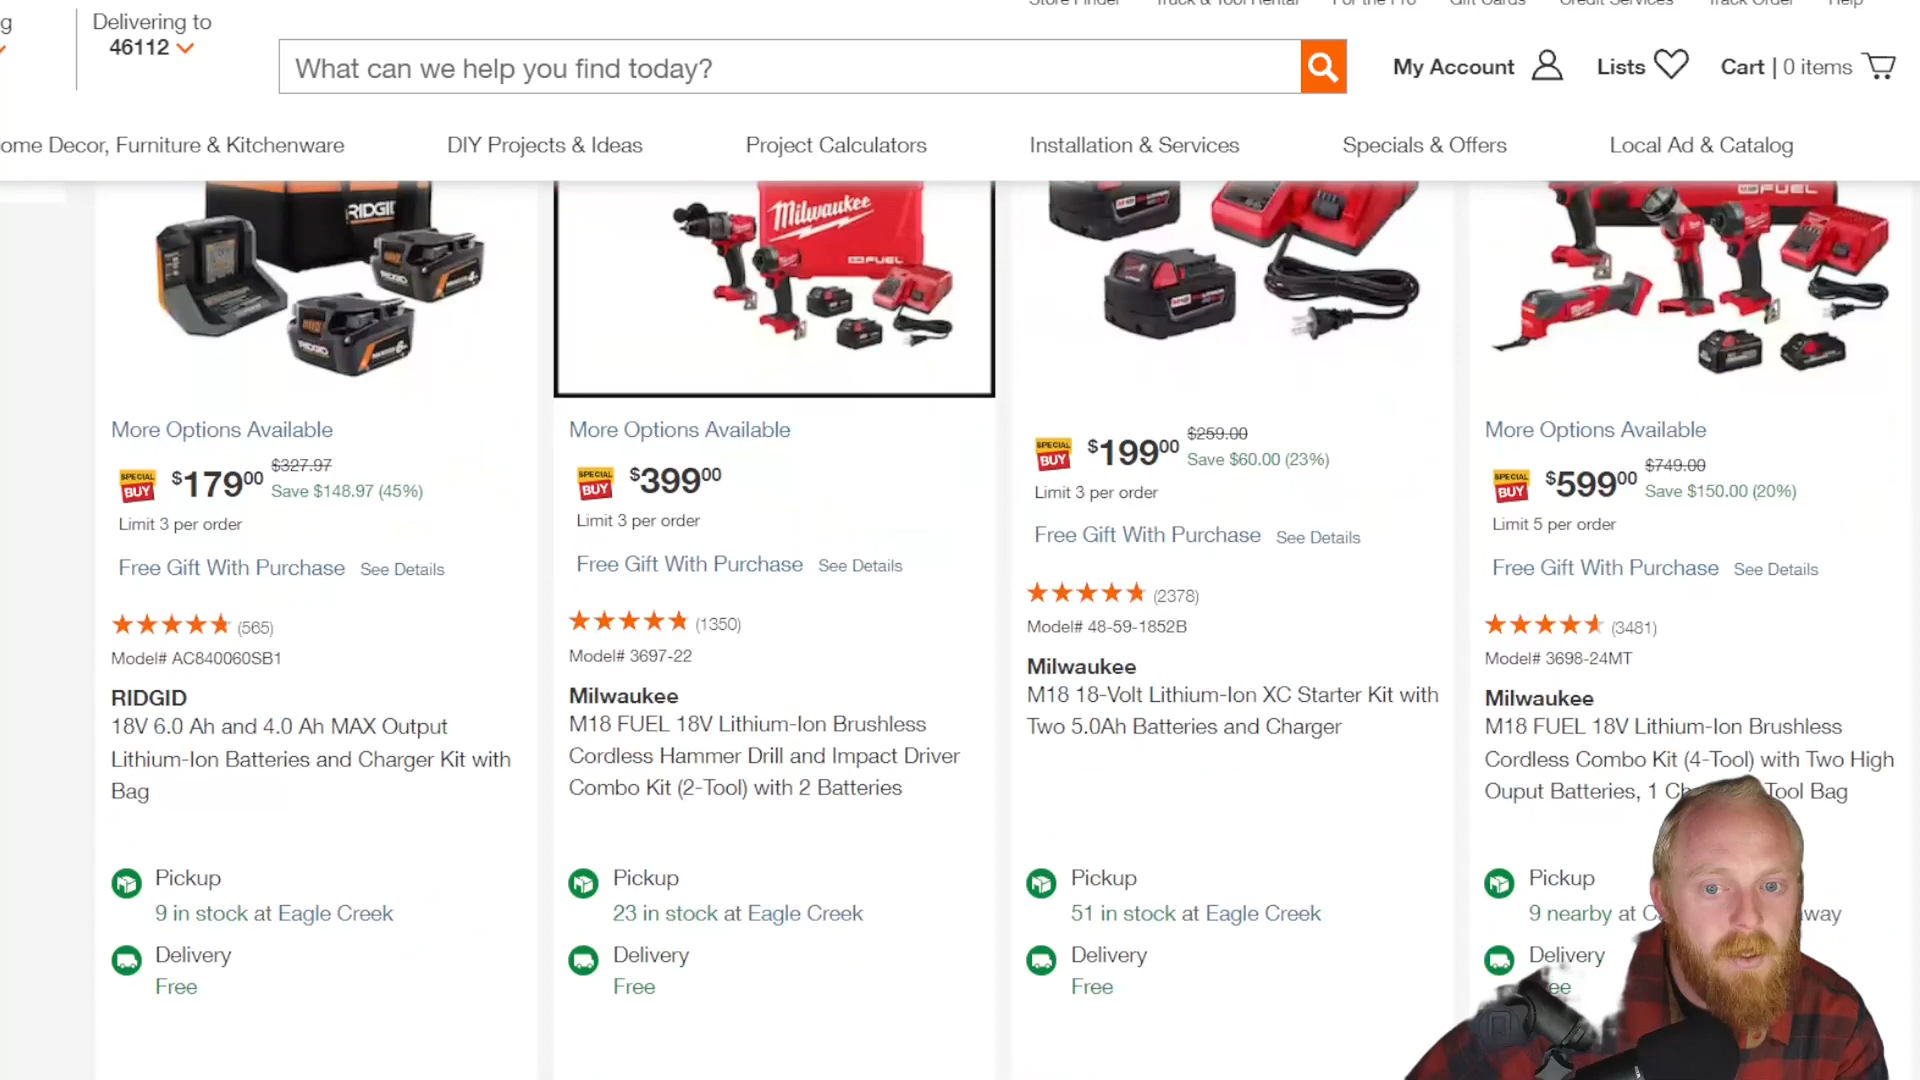 Delivering to
46112
What can we help you find today?
My Account
Lists
Cart | 0 items
ome Decor, Furniture & Kitchenware
DIY Projects & Ideas
Project Calculators
Installation & Services
Specials & Offers
Local Ad & Catalog
RIDGID
Milwaukee
FUEL
FUEL
RIDGID
More Options Available
SPECIAL BUY
$179⁰⁰
$327.97
Save $148.97 (45%)
Limit 3 per order
Free Gift With Purchase See Details
(565)
Model# AC840060SB1
RIDGID
18V 6.0 Ah and 4.0 Ah MAX Output
Lithium-Ion Batteries and Charger Kit with
Bag
Pickup
9 in stock at Eagle Creek
Delivery
Free
More Options Available
SPECIAL BUY
$399⁰⁰
Limit 3 per order
Free Gift With Purchase See Details
(1350)
Model# 3697-22
Milwaukee
M18 FUEL 18V Lithium-Ion Brushless
Cordless Hammer Drill and Impact Driver
Combo Kit (2-Tool) with 2 Batteries
Pickup
23 in stock at Eagle Creek
Delivery
Free
SPECIAL BUY
$199⁰⁰
$259.00
Save $60.00 (23%)
Limit 3 per order
Free Gift With Purchase See Details
(2378)
Model# 48-59-1852B
Milwaukee
M18 18-Volt Lithium-Ion XC Starter Kit with
Two 5.0Ah Batteries and Charger
Pickup
51 in stock at Eagle Creek
Delivery
Free
More Options Available
SPECIAL BUY
$599⁰⁰
$749.00
Save $150.00 (20%)
Limit 5 per order
Free Gift With Purchase See Details
(3481)
Model# 3698-24MT
Milwaukee
M18 FUEL 18V Lithium-Ion Brushless
Cordless Combo Kit (4-Tool) with Two High
Ouput Batteries, 1 Ch Tool Bag
Pickup
9 nearby at C way
Delivery
ee